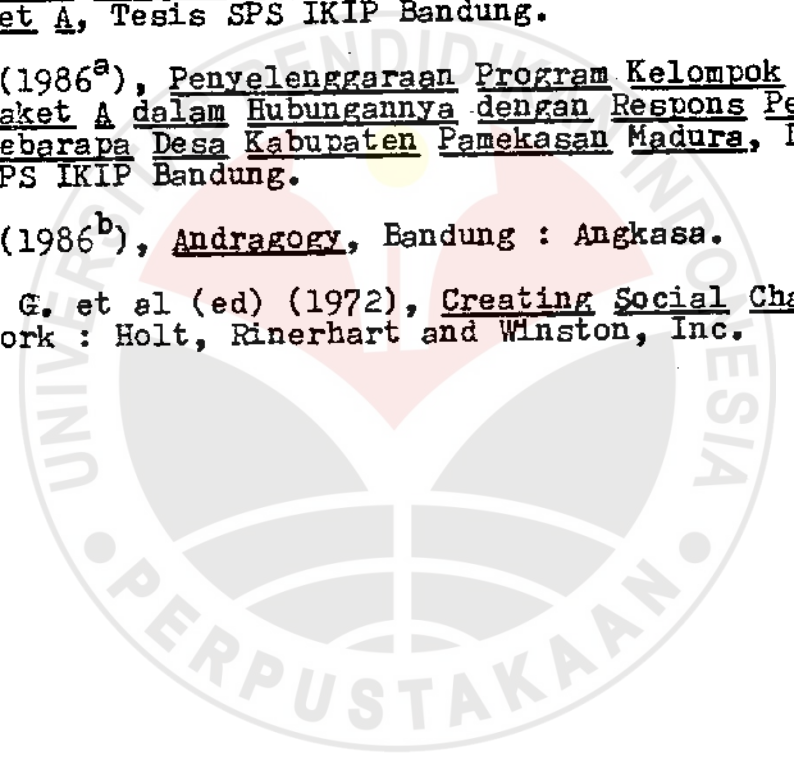 et A, Tesis SPS IKIP Bandung.
(1986a), Penyelenggaraan Program Kelompok
aket A dalam Hubungannya dengan Respons Pe
ebarapa Desa Kabupaten Pamekasan Madura,
PS IKIP Bandung.
(1986b), Andragogy, Bandung : Angkasa.
G. et al (ed) (1972), Creating Social Cha
ork : Holt, Rinerhart and Winston, Inc.
UNIVERSITAS PENDIDIKAN INDONESIA
PERPUSTAKAAN